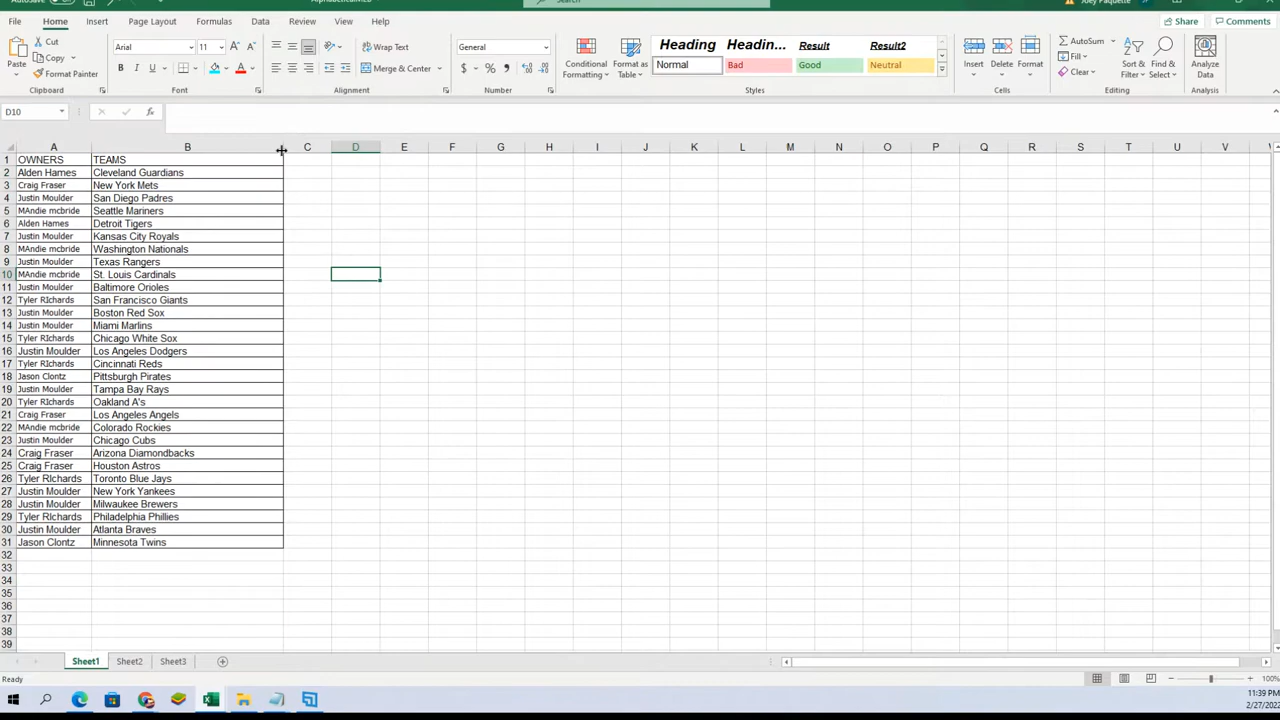 Joey Paquette
Search
File Home Insert Page Layout Formulas Data Review View Help Share Comments
Paste Cut Copy Format Painter Clipboard
Arial 11 Font
Wrap Text Merge & Center Alignment
General Number
Conditional Formatting Format as Table
Heading Headin... Result Result2
Normal Bad Good Neutral
Styles
Insert Delete Format Cells
AutoSum Fill Clear Sort & Filter Find & Select Editing
Analyze Data Analysis
D10
A B C D E F G H I J K L M N O P Q R S T U V
1 OWNERS TEAMS
2 Alden Hames Cleveland Guardians
3 Craig Fraser New York Mets
4 Justin Moulder San Diego Padres
5 MAndie mcbride Seattle Mariners
6 Alden Hames Detroit Tigers
7 Justin Moulder Kansas City Royals
8 MAndie mcbride Washington Nationals
9 Justin Moulder Texas Rangers
10 MAndie mcbride St. Louis Cardinals
11 Justin Moulder Baltimore Orioles
12 Tyler RIchards San Francisco Giants
13 Justin Moulder Boston Red Sox
14 Justin Moulder Miami Marlins
15 Tyler RIchards Chicago White Sox
16 Justin Moulder Los Angeles Dodgers
17 Tyler RIchards Cincinnati Reds
18 Jason Clontz Pittsburgh Pirates
19 Justin Moulder Tampa Bay Rays
20 Tyler RIchards Oakland A's
21 Craig Fraser Los Angeles Angels
22 MAndie mcbride Colorado Rockies
23 Justin Moulder Chicago Cubs
24 Craig Fraser Arizona Diamondbacks
25 Craig Fraser Houston Astros
26 Tyler RIchards Toronto Blue Jays
27 Justin Moulder New York Yankees
28 Justin Moulder Milwaukee Brewers
29 Tyler RIchards Philadelphia Phillies
30 Justin Moulder Atlanta Braves
31 Jason Clontz Minnesota Twins
32
33
34
35
36
37
38
39
Sheet1 Sheet2 Sheet3
Ready 100%
11:39 PM